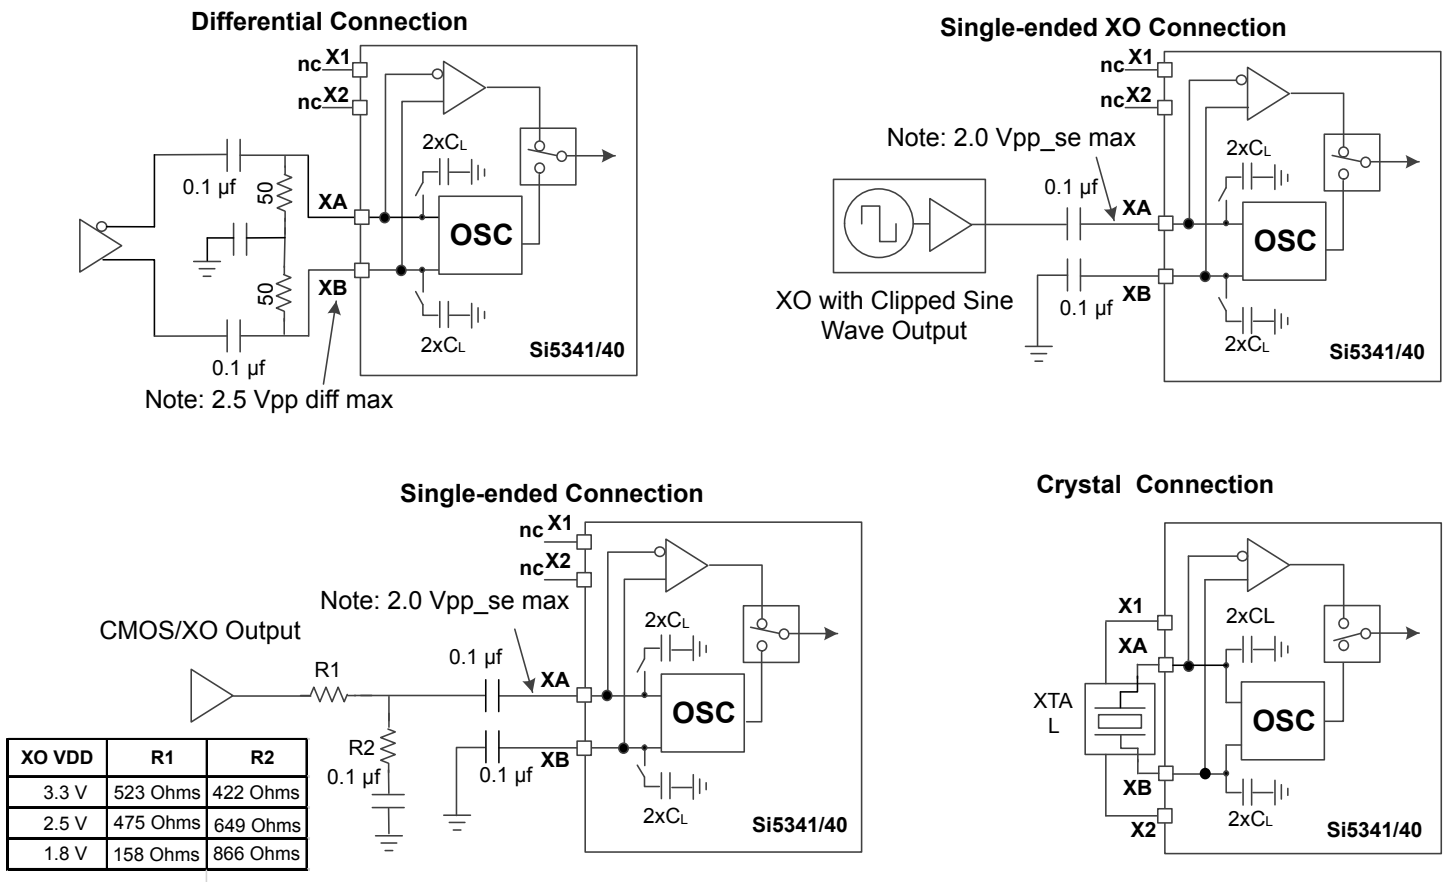 Differential Connection
nc X1
nc X2
2xCL
0.1 µf
50
XA
OSC
50
XB
2xCL
0.1 µf
Si5341/40
Note: 2.5 Vpp diff max
Single-ended XO Connection
nc X1
nc X2
Note: 2.0 Vpp_se max
2xCL
0.1 µf
XA
OSC
XB
0.1 µf
XO with Clipped Sine
Wave Output
2xCL
Si5341/40
Single-ended Connection
nc X1
nc X2
Note: 2.0 Vpp_se max
CMOS/XO Output
2xCL
0.1 µf
R1
XA
OSC
R2
XB
0.1 µf
0.1 µf
2xCL
Si5341/40
XO VDD R1 R2
3.3 V 523 Ohms 422 Ohms
2.5 V 475 Ohms 649 Ohms
1.8 V 158 Ohms 866 Ohms
Crystal Connection
X1
2xCL
XA
XTA
L
OSC
XB
X2
2xCL
Si5341/40